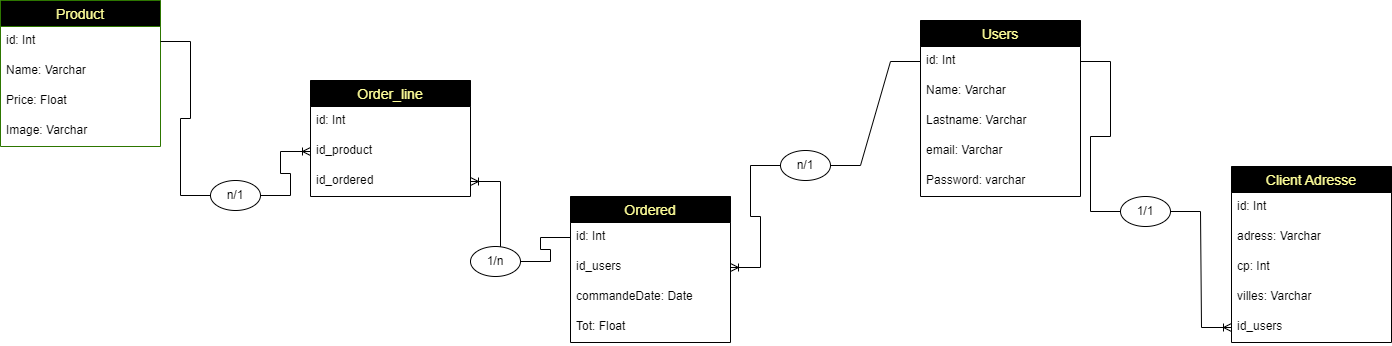 Product
id: Int
Name: Varchar
Price: Float
Image: Varchar
n/1
Order_line
id: Int
id_product
id_ordered
1/n
Ordered
id: Int
id_users
commandeDate: Date
Tot: Float
n/1
Users
id: Int
Name: Varchar
Lastname: Varchar
email: Varchar
Password: varchar
1/1
Client Adresse
id: Int
adress: Varchar
cp: Int
villes: Varchar
id_users